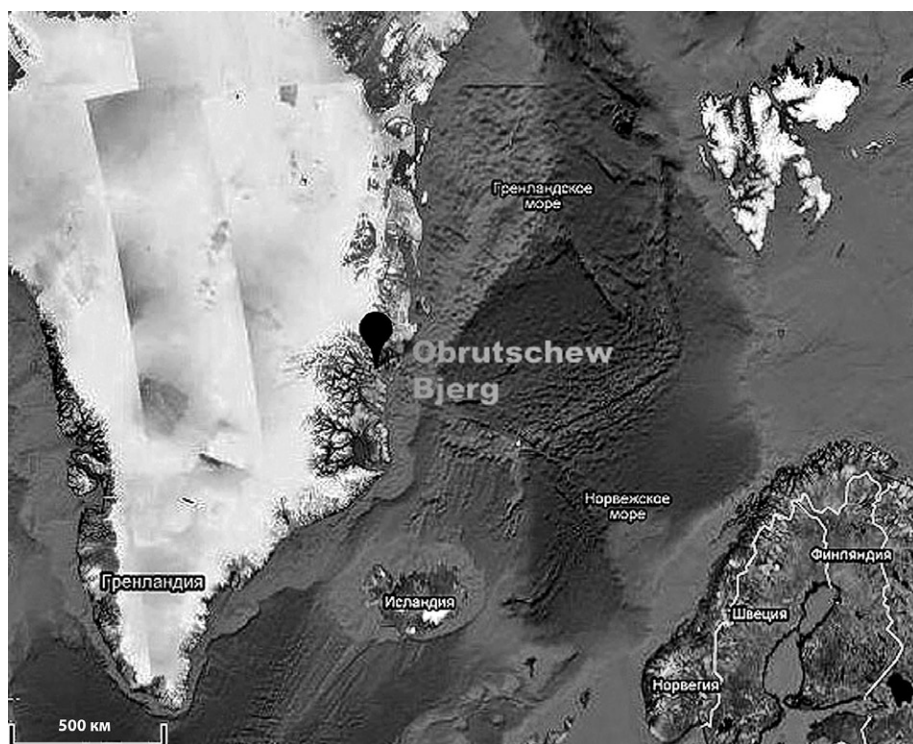 Гренландское
море
Obrutschew
Bjerg
Норвежское
море
Финляндия
Гренландия
Исландия
Швеция
Норвегия
500 км